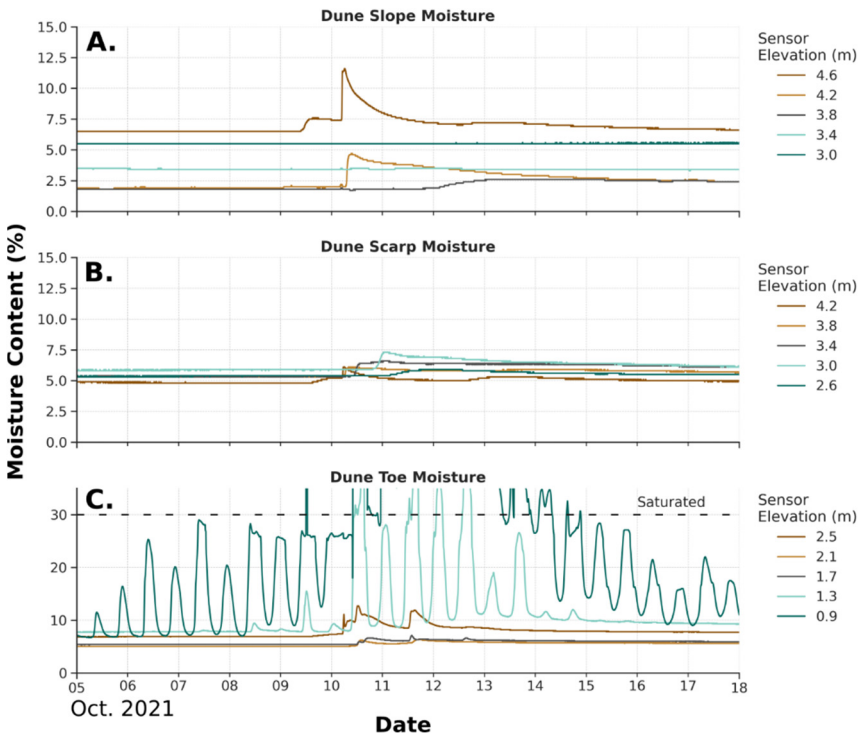 Dune Slope Moisture
A.
15.0
12.5
10.0
7.5
5.0
2.5
0.0
Sensor
Elevation (m)
4.6
4.2
3.8
3.4
3.0
Moisture Content (%)
Dune Scarp Moisture
B.
15.0
12.5
10.0
7.5
5.0
2.5
0.0
Sensor
Elevation (m)
4.2
3.8
3.4
3.0
2.6
Dune Toe Moisture
C.
Saturated
30
20
10
0
Sensor
Elevation (m)
2.5
2.1
1.7
1.3
0.9
05 06 07 08 09 10 11 12 13 14 15 16 17 18
Oct. 2021
Date